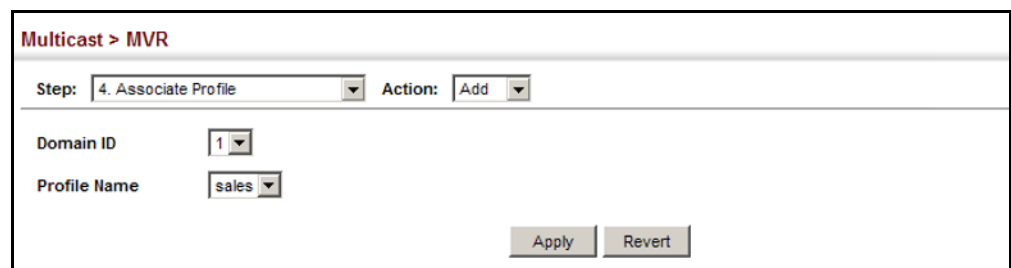 Multicast > MVR
Step: 4. Associate Profile Action: Add
Domain ID 1
Profile Name sales
Apply Revert